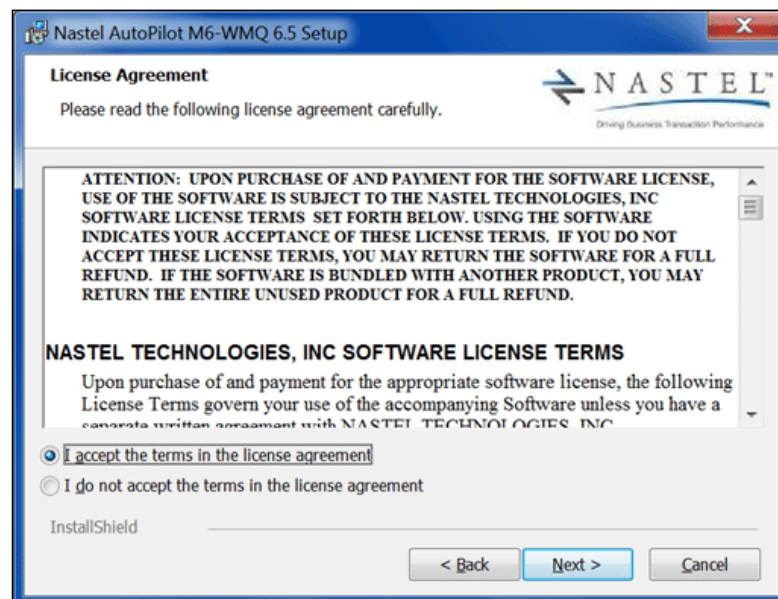 Nastel AutoPilot M6-WMQ 6.5 Setup
License Agreement
Please read the following license agreement carefully.
NASTEL
Driving Business Transaction Performance
ATTENTION: UPON PURCHASE OF AND PAYMENT FOR THE SOFTWARE LICENSE,
USE OF THE SOFTWARE IS SUBJECT TO THE NASTEL TECHNOLOGIES, INC
SOFTWARE LICENSE TERMS SET FORTH BELOW. USING THE SOFTWARE
INDICATES YOUR ACCEPTANCE OF THESE LICENSE TERMS. IF YOU DO NOT
ACCEPT THESE LICENSE TERMS, YOU MAY RETURN THE SOFTWARE FOR A FULL
REFUND. IF THE SOFTWARE IS BUNDLED WITH ANOTHER PRODUCT, YOU MAY
RETURN THE ENTIRE UNUSED PRODUCT FOR A FULL REFUND.
NASTEL TECHNOLOGIES, INC SOFTWARE LICENSE TERMS
Upon purchase of and payment for the appropriate software license, the following
License Terms govern your use of the accompanying Software unless you have a
separate written agreement with NASTEL TECHNOLOGIES, INC
I accept the terms in the license agreement
I do not accept the terms in the license agreement
InstallShield
< Back
Next >
Cancel